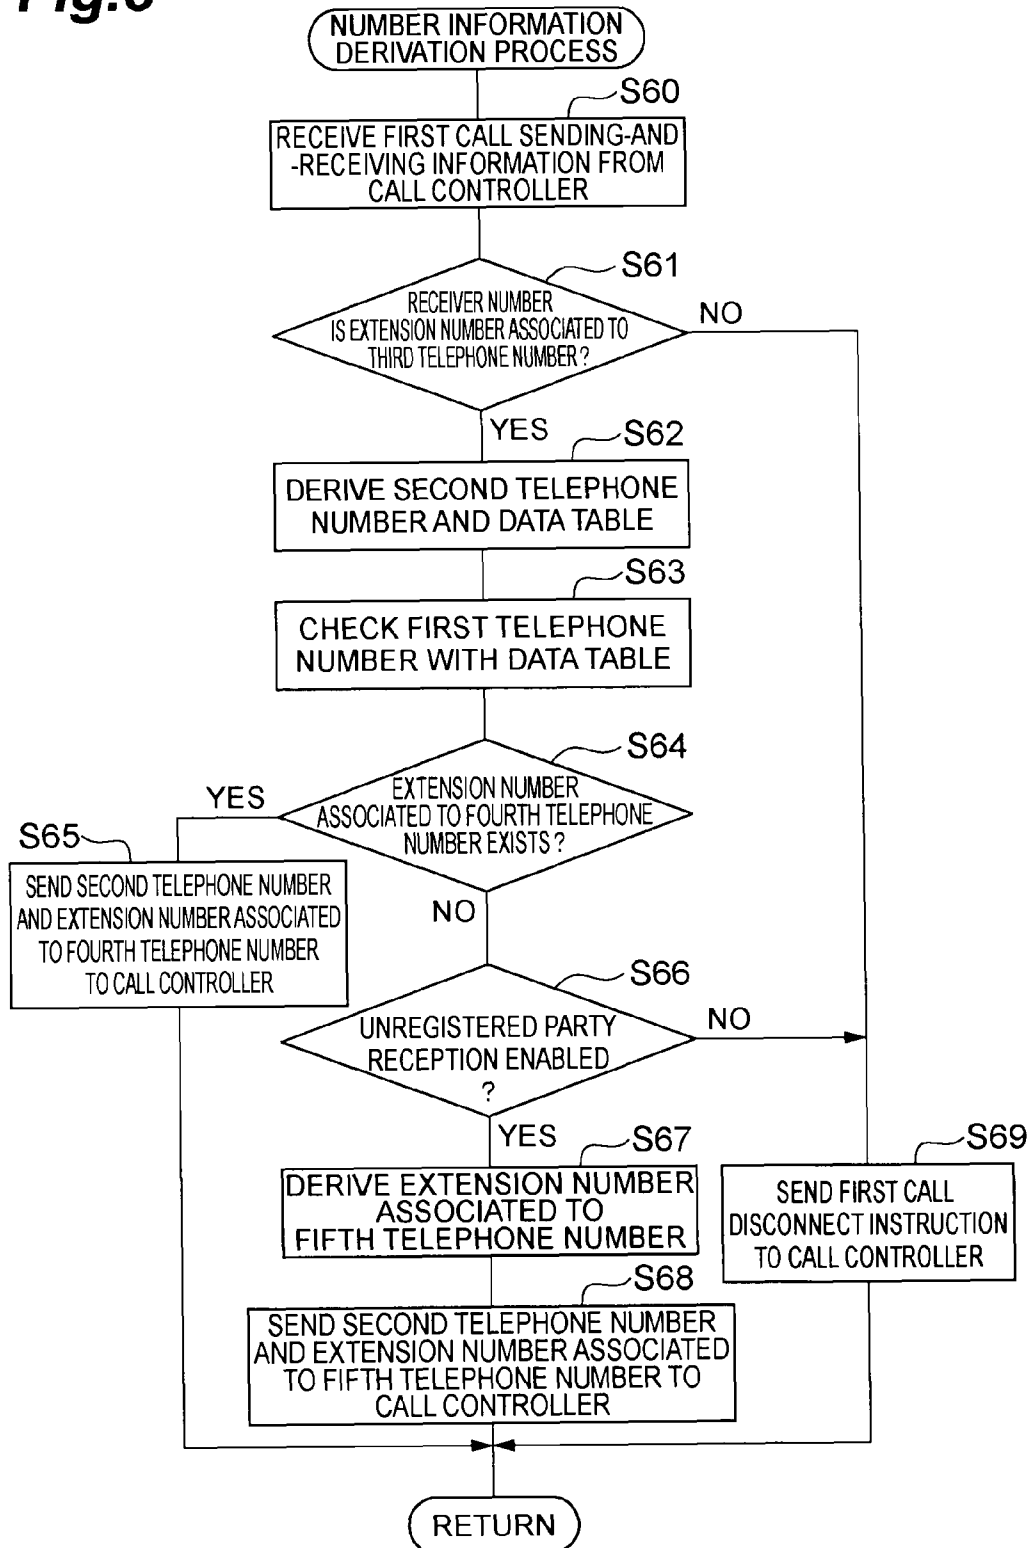 NUMBER INFORMATION
DERIVATION PROCESS
S60
RECEIVE FIRST CALL SENDING-AND
-RECEIVING INFORMATION FROM
CALL CONTROLLER
S61
RECEIVER NUMBER
IS EXTENSION NUMBER ASSOCIATED TO
THIRD TELEPHONE NUMBER?
NO
YES
S62
DERIVE SECOND TELEPHONE
NUMBER AND DATA TABLE
S63
CHECK FIRST TELEPHONE
NUMBER WITH DATA TABLE
S64
EXTENSION NUMBER
ASSOCIATED TO FOURTH TELEPHONE
NUMBER EXISTS?
YES
S65
SEND SECOND TELEPHONE NUMBER
AND EXTENSION NUMBER ASSOCIATED
TO FOURTH TELEPHONE NUMBER
TO CALL CONTROLLER
NO
S66
UNREGISTERED PARTY
RECEPTION ENABLED
?
NO
YES
S67
DERIVE EXTENSION NUMBER
ASSOCIATED TO
FIFTH TELEPHONE NUMBER
S69
SEND FIRST CALL
DISCONNECT INSTRUCTION
TO CALL CONTROLLER
S68
SEND SECOND TELEPHONE NUMBER
AND EXTENSION NUMBER ASSOCIATED
TO FIFTH TELEPHONE NUMBER TO
CALL CONTROLLER
RETURN